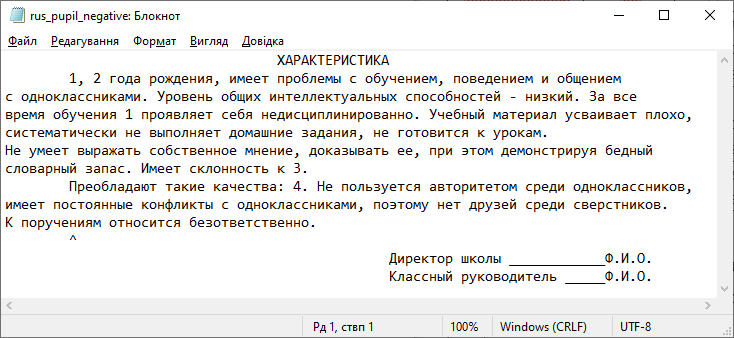 rus_pupil_negative: Блокнот
Файл Редагування Формат Вигляд Довідка
ХАРАКТЕРИСТИКА
1, 2 года рождения, имеет проблемы с обучением, поведением и общением
с одноклассниками. Уровень общих интеллектуальных способностей - низкий. За все
время обучения 1 проявляет себя недисциплинированно. Учебный материал усваивает плохо,
систематически не выполняет домашние задания, не готовится к урокам.
Не умеет выражать собственное мнение, доказывать ее, при этом демонстрируя бедный
словарный запас. Имеет склонность к 3.
Преобладают такие качества: 4. Не пользуется авторитетом среди одноклассников,
имеет постоянные конфликты с одноклассниками, поэтому нет друзей среди сверстников.
К поручениям относится безответственно.
^
Директор школы ____________Ф.И.О.
Классный руководитель _____Ф.И.О.
Рд 1, ствп 1 100% Windows (CRLF) UTF-8